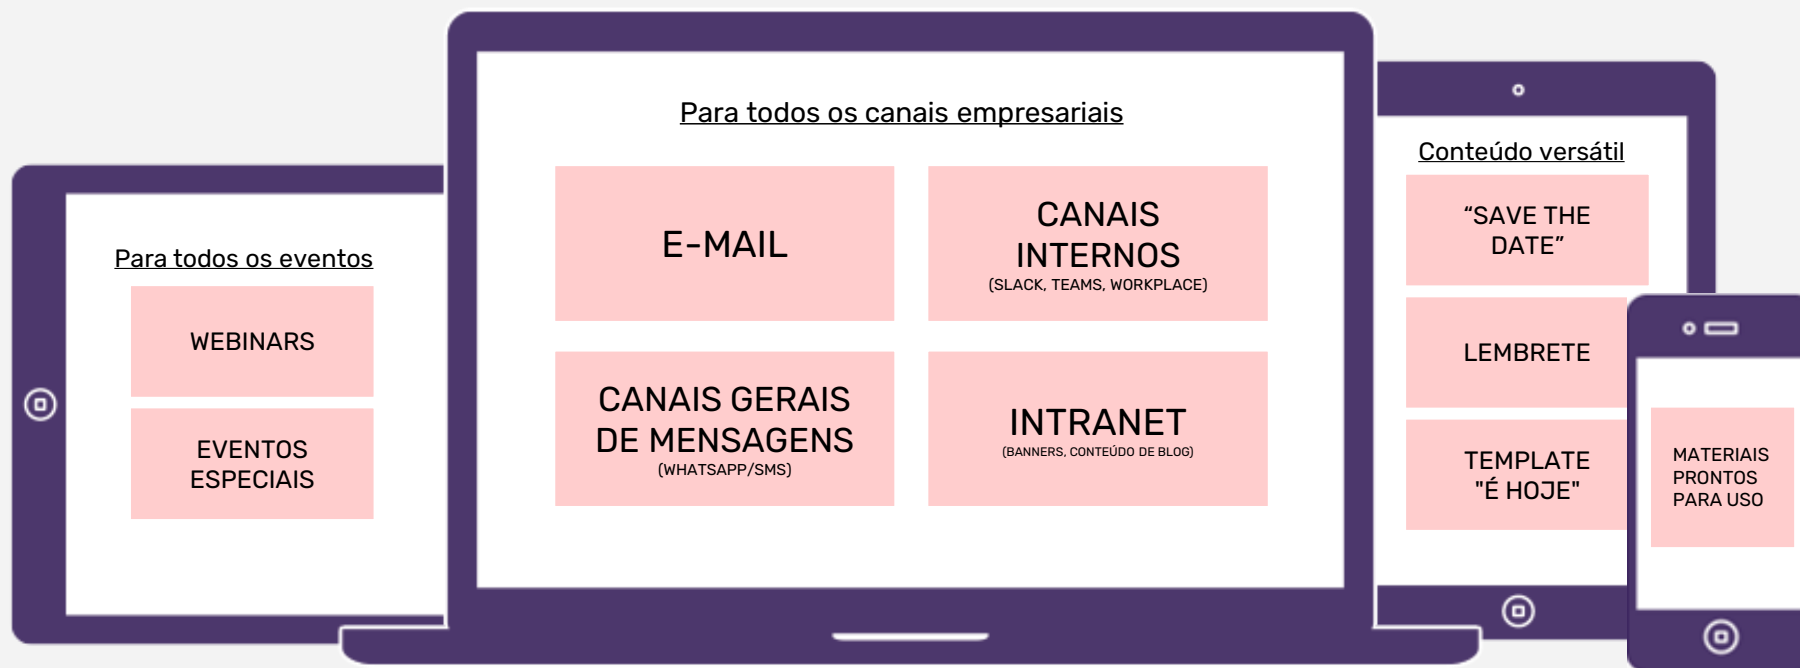 Para todos os eventos
WEBINARS
EVENTOS
ESPECIAIS
Para todos os canais empresariais
E-MAIL
CANAIS
INTERNOS
(SLACK, TEAMS, WORKPLACE)
CANAIS GERAIS
DE MENSAGENS
(WHATSAPP/SMS)
INTRANET
(BANNERS, CONTEÚDO DE BLOG)
Conteúdo versátil
“SAVE THE
DATE”
LEMBRETE
TEMPLATE
"É HOJE"
MATERIAIS
PRONTOS
PARA USO